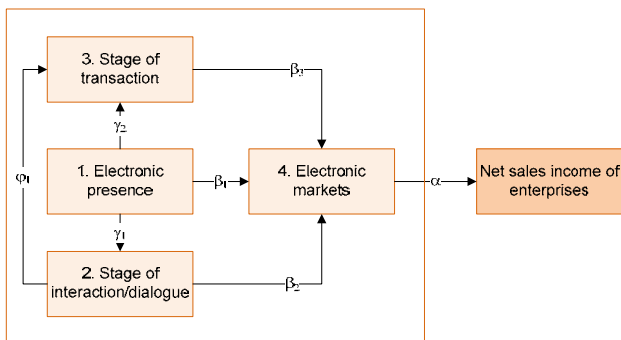 3. Stage of
transaction
β₃
γ₂
φ₁
1. Electronic
presence
β₁
4. Electronic
markets
α
Net sales income of
enterprises
γ₁
2. Stage of
interaction/dialogue
β₂